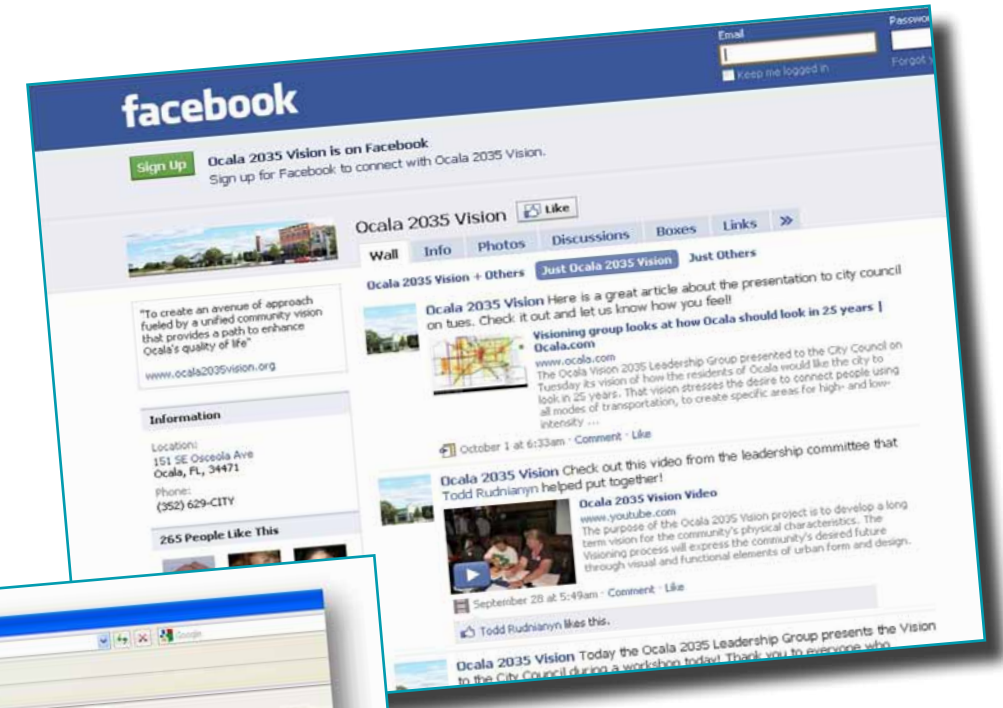 Email
Password
Keep me logged in
Forgot
facebook
Sign Up
Ocala 2035 Vision is on Facebook
Sign up for Facebook to connect with Ocala 2035 Vision.
Ocala 2035 Vision Like
Wall Info Photos Discussions Boxes Links »
Ocala 2035 Vision + Others Just Ocala 2035 Vision Just Others
"To create an avenue of approach
fueled by a unified community vision
that provides a path to enhance
Ocala's quality of life"
www.ocala2035vision.org
Information
Location:
151 SE Osceola Ave
Ocala, FL, 34471
Phone:
(352) 629-CITY
265 People Like This
Ocala 2035 Vision Here is a great article about the presentation to city council
on tues. Check it out and let us know how you feel!
Visioning group looks at how Ocala should look in 25 years |
Ocala.com
www.ocala.com
The Ocala Vision 2035 Leadership Group presented to the City Council on
Tuesday its vision of how the residents of Ocala would like the city to
look in 25 years. That vision stresses the desire to connect people using
all modes of transportation, to create specific areas for high- and low-
intensity ...
October 1 at 6:33am · Comment · Like
Ocala 2035 Vision Check out this video from the leadership committee that
Todd Rudnianyn helped put together!
Ocala 2035 Vision Video
www.youtube.com
The purpose of the Ocala 2035 Vision project is to develop a long
term vision for the community's physical characteristics. The
Visioning process will express the community's desired future
through visual and functional elements of urban form and design.
September 28 at 5:49am · Comment · Like
Todd Rudnianyn likes this.
Ocala 2035 Vision Today the Ocala 2035 Leadership Group presents the Vision
to the City Council during a workshop today! Thank you to everyone who
Google